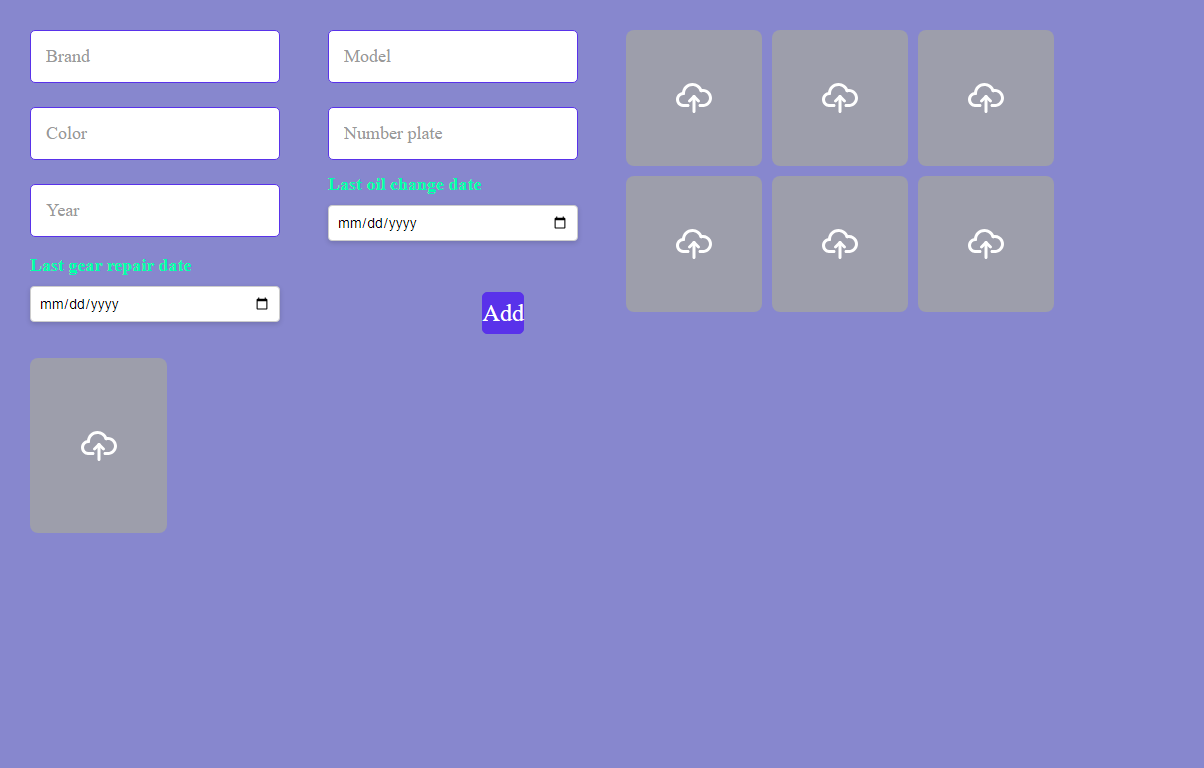 Brand
Model
Color
Number plate
Last oil change date
Year
mm/dd/yyyy
Last gear repair date
mm/dd/yyyy
Add